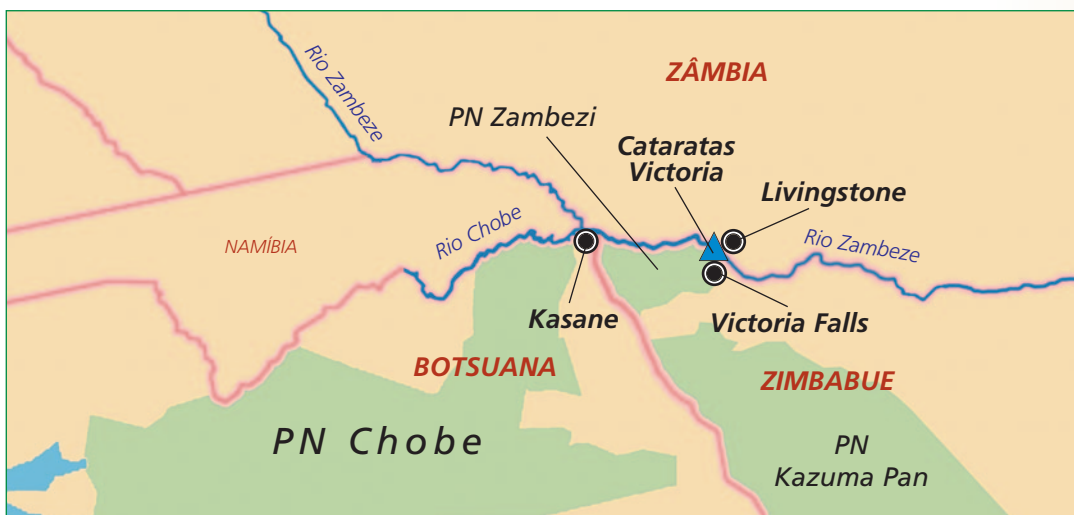 Rio Zambeze
ZÂMBIA
PN Zambezi
Cataratas
Victoria
Livingstone
Rio Chobe
NAMÍBIA
Rio Zambeze
Kasane
Victoria Falls
BOTSUANA
ZIMBABUE
PN Chobe
PN
Kazuma Pan